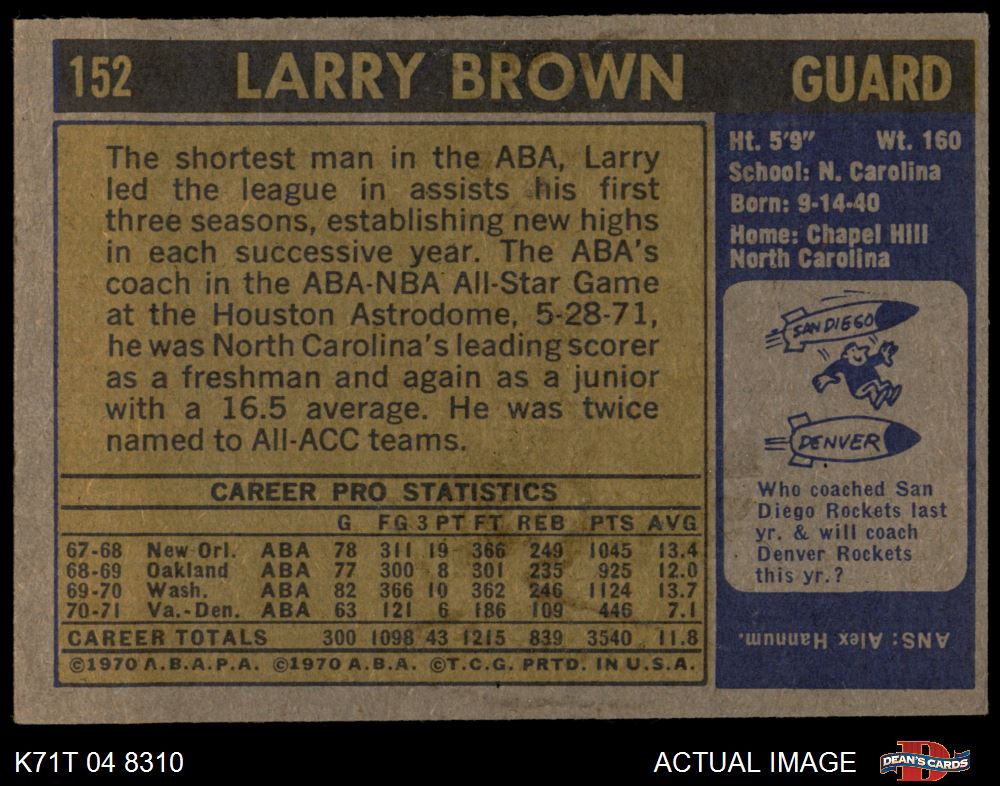 152 LARRY BROWN GUARD
The shortest man in the ABA, Larry
led the league in assists his first
three seasons, establishing new highs
in each successive year. The ABA's
coach in the ABA-NBA All-Star Game
at the Houston Astrodome, 5-28-71,
he was North Carolina's leading scorer
as a freshman and again as a junior
with a 16.5 average. He was twice
named to All-ACC teams.
CAREER PRO STATISTICS
G FG 3 PT FT REB PTS AVG
67-68 New Orl. ABA 78 311 19 366 249 1045 13.4
68-69 Oakland ABA 77 300 8 301 235 925 12.0
69-70 Wash. ABA 82 366 10 362 246 1124 13.7
70-71 Va.-Den. ABA 63 121 6 186 109 446 7.1
CAREER TOTALS 300 1098 43 1215 839 3540 11.8
©1970 A.B.A.P.A. ©1970 A.B.A. ©T.C.G. PRTD. IN U.S.A.
Ht. 5'9" Wt. 160
School: N. Carolina
Born: 9-14-40
Home: Chapel Hill
North Carolina
SAN DIEGO
DENVER
Who coached San
Diego Rockets last
yr. & will coach
Denver Rockets
this yr.?
ANS: Alex Hannum.
K71T 04 8310 ACTUAL IMAGE D DEAN'S CARDS